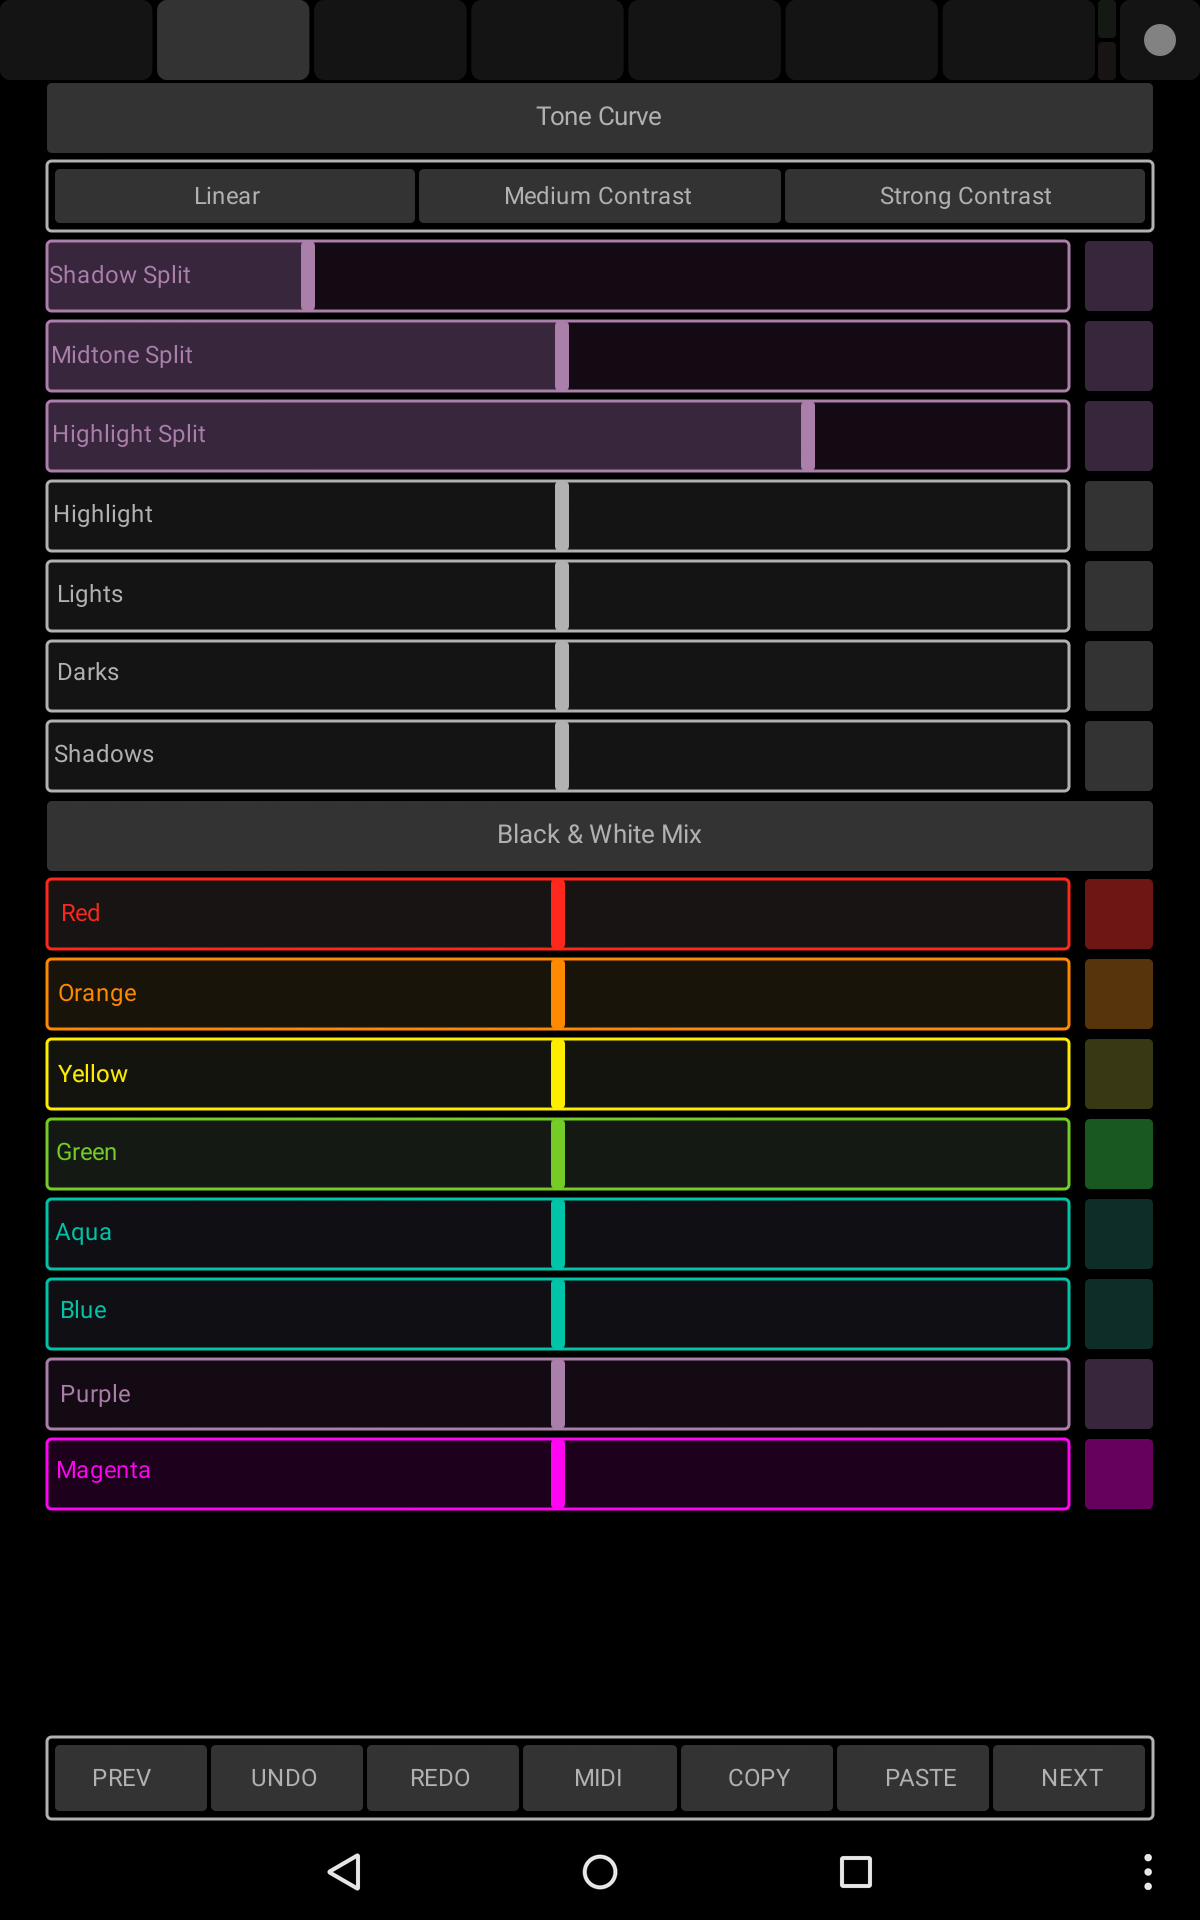 Tone Curve
Linear Medium Contrast Strong Contrast
Shadow Split
Midtone Split
Highlight Split
Highlight
Lights
Darks
Shadows
Black & White Mix
Red
Orange
Yellow
Green
Aqua
Blue
Purple
Magenta
PREV UNDO REDO MIDI COPY PASTE NEXT